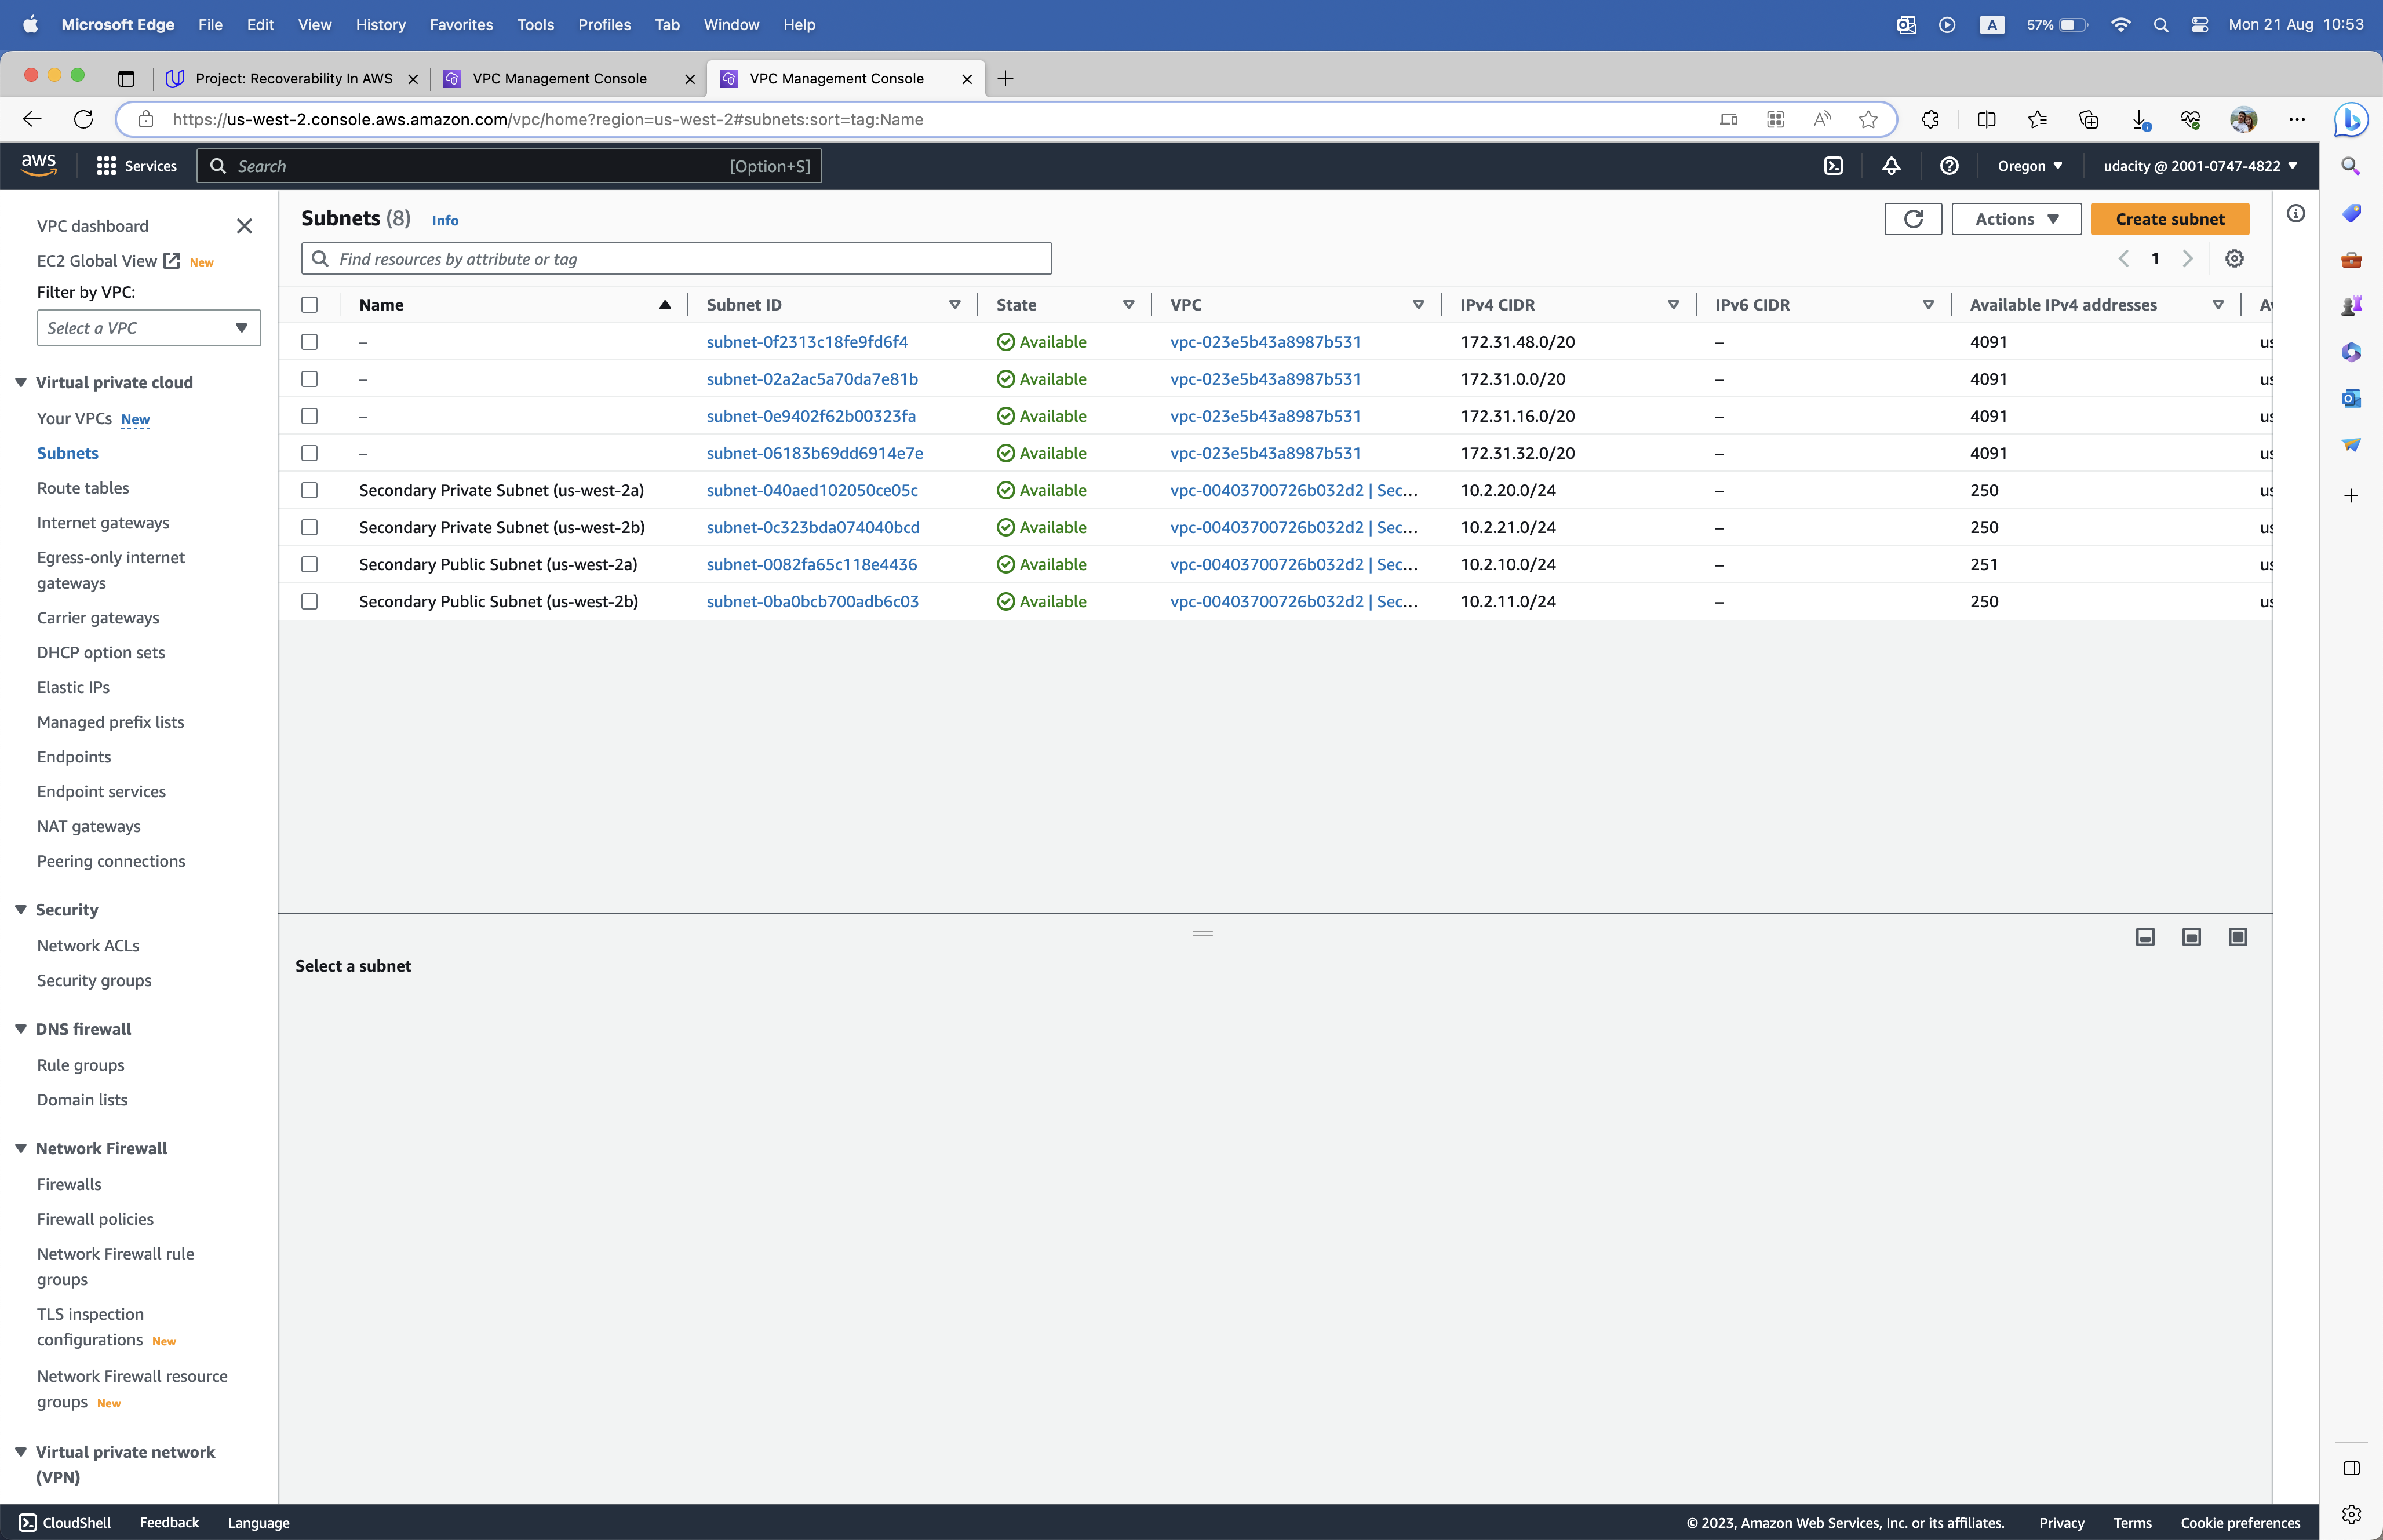 Microsoft Edge File Edit View History Favorites Tools Profiles Tab Window Help A 57% Mon 21 Aug 10:53
Project: Recoverability In AWS VPC Management Console VPC Management Console
https://us-west-2.console.aws.amazon.com/vpc/home?region=us-west-2#subnets:sort=tag:Name
aws Services Search [Option+S] Oregon udacity @ 2001-0747-4822
VPC dashboard
EC2 Global View New
Filter by VPC:
Select a VPC
Virtual private cloud
Your VPCs New
Subnets
Route tables
Internet gateways
Egress-only internet
gateways
Carrier gateways
DHCP option sets
Elastic IPs
Managed prefix lists
Endpoints
Endpoint services
NAT gateways
Peering connections
Security
Network ACLs
Security groups
DNS firewall
Rule groups
Domain lists
Network Firewall
Firewalls
Firewall policies
Network Firewall rule
groups
TLS inspection
configurations New
Network Firewall resource
groups New
Virtual private network
(VPN)
Subnets (8) Info Actions Create subnet
Find resources by attribute or tag 1
Name Subnet ID State VPC IPv4 CIDR IPv6 CIDR Available IPv4 addresses
– subnet-0f2313c18fe9fd6f4 Available vpc-023e5b43a8987b531 172.31.48.0/20 – 4091 us
– subnet-02a2ac5a70da7e81b Available vpc-023e5b43a8987b531 172.31.0.0/20 – 4091 us
– subnet-0e9402f62b00323fa Available vpc-023e5b43a8987b531 172.31.16.0/20 – 4091 us
– subnet-06183b69dd6914e7e Available vpc-023e5b43a8987b531 172.31.32.0/20 – 4091 us
Secondary Private Subnet (us-west-2a) subnet-040aed102050ce05c Available vpc-00403700726b032d2 | Sec... 10.2.20.0/24 – 250 us
Secondary Private Subnet (us-west-2b) subnet-0c323bda074040bcd Available vpc-00403700726b032d2 | Sec... 10.2.21.0/24 – 250 us
Secondary Public Subnet (us-west-2a) subnet-0082fa65c118e4436 Available vpc-00403700726b032d2 | Sec... 10.2.10.0/24 – 251 us
Secondary Public Subnet (us-west-2b) subnet-0ba0bcb700adb6c03 Available vpc-00403700726b032d2 | Sec... 10.2.11.0/24 – 250 us
Select a subnet
CloudShell Feedback Language © 2023, Amazon Web Services, Inc. or its affiliates. Privacy Terms Cookie preferences